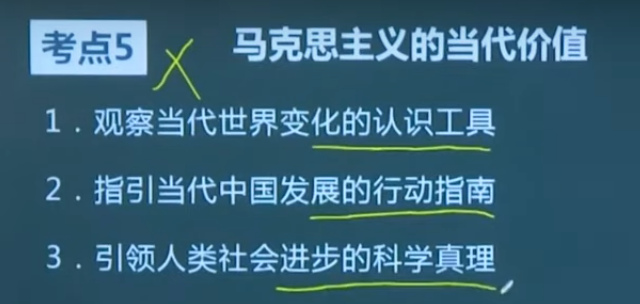 考点5 马克思主义的当代价值
1．观察当代世界变化的认识工具
2．指引当代中国发展的行动指南
3．引领人类社会进步的科学真理